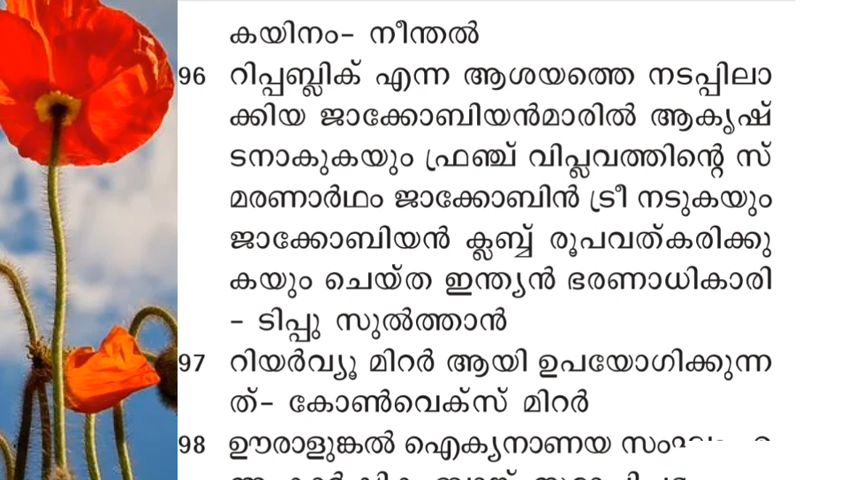 കയിനം- നീന്തൽ
96 റിപ്പബ്ലിക് എന്ന ആശയത്തെ നടപ്പിലാ
ക്കിയ ജാക്കോബിയൻമാരിൽ ആകൃഷ്
ടനാകുകയും ഫ്രഞ്ച് വിപ്ലവത്തിന്റെ സ്
മരണാർഥം ജാക്കോബിൻ ട്രീ നടുകയും
ജാക്കോബിയൻ ക്ലബ്ബ് രൂപവത്കരിക്കു
കയും ചെയ്ത ഇന്ത്യൻ ഭരണാധികാരി
- ടിപ്പു സുൽത്താൻ
97 റിയർവ്യൂ മിറർ ആയി ഉപയോഗിക്കുന്ന
ത്- കോൺവെക്സ് മിറർ
98 ഊരാളുങ്കൽ ഐക്യനാണയ